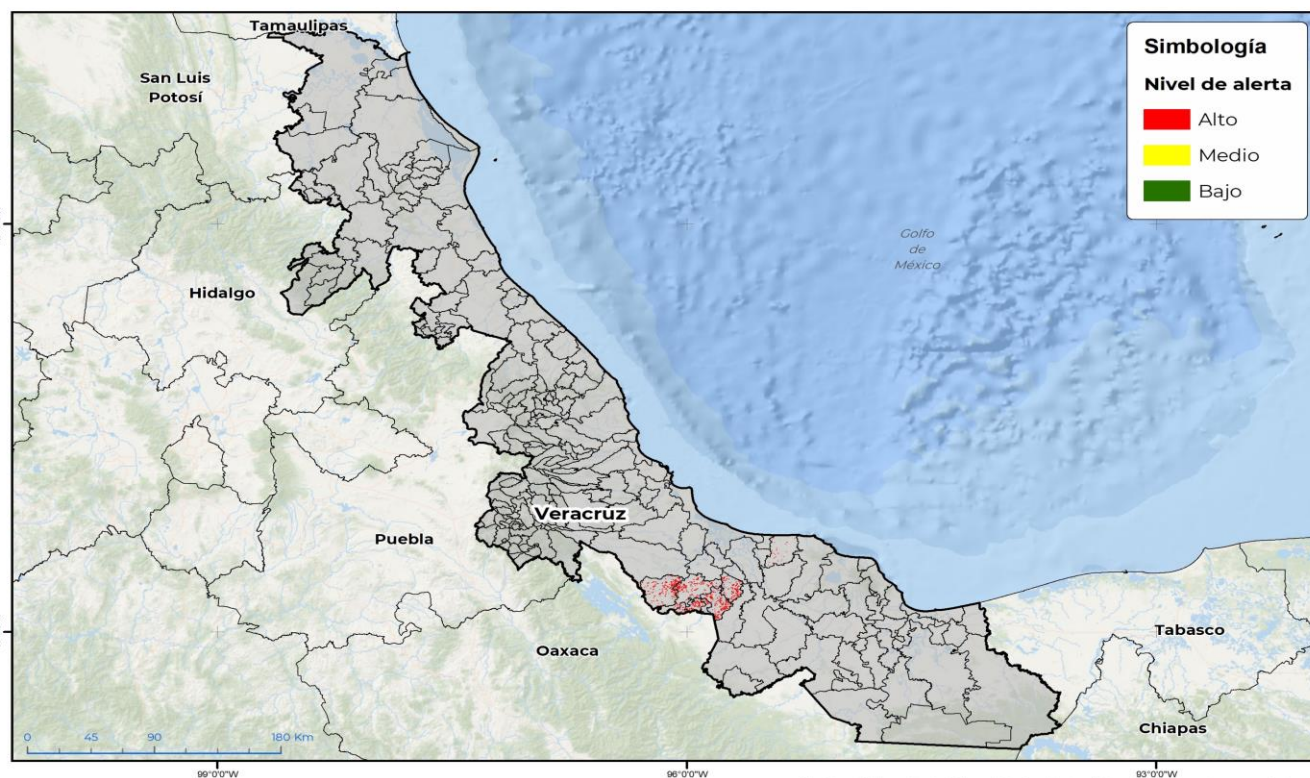 Tamaulipas
San Luis
Potosí
Hidalgo
Puebla
Veracruz
Oaxaca
Tabasco
Chiapas
Golfo
de
México
Simbología
Nivel de alerta
Alto
Medio
Bajo
0 45 90 180 Km
99°0'0"W 96°0'0"W 93°0'0"W